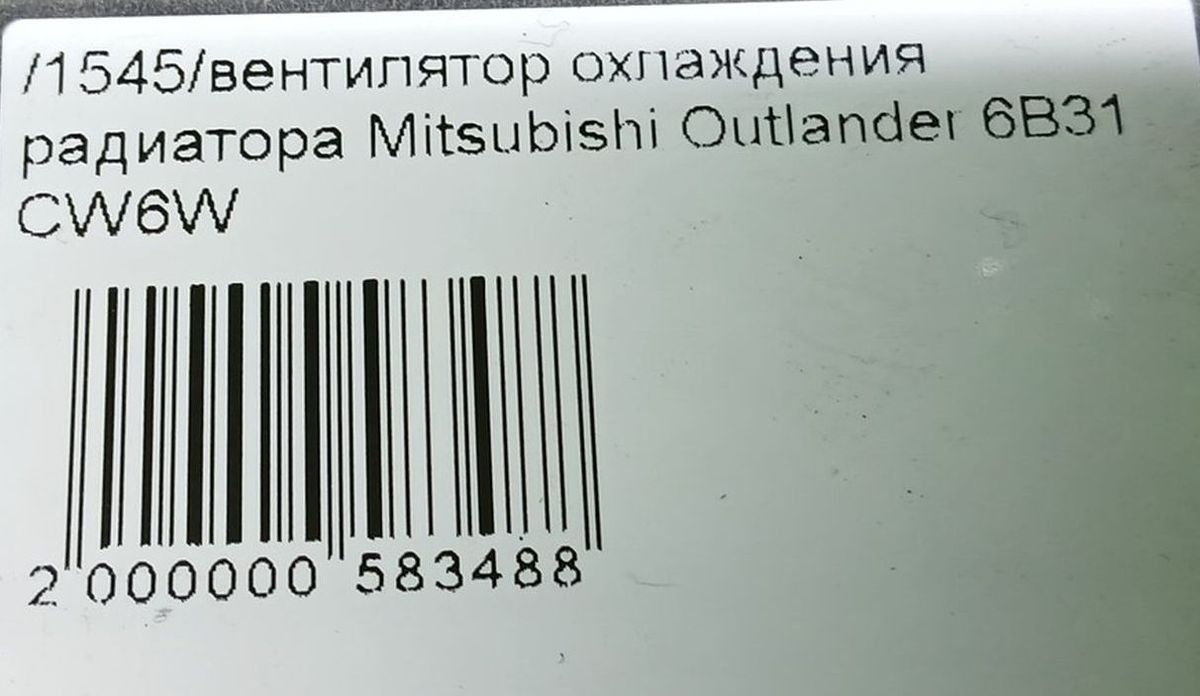 /1545/вентилятор охлаждения
радиатора Mitsubishi Outlander 6B31
CW6W
2 000000 583488